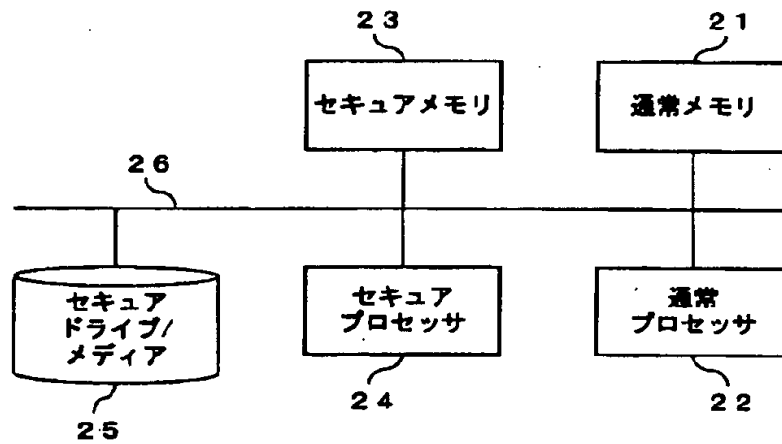 ２３
２１
セキュアメモリ
通常メモリ
２６
セキュア
ドライブ/
メディア
セキュア
プロセッサ
通常
プロセッサ
２５
２４
２２